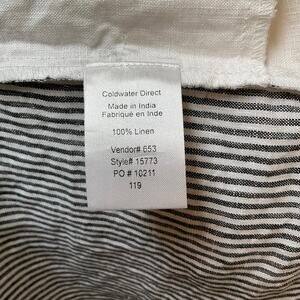 Coldwater Direct
Made in India
Fabriqué en Inde
100% Linen
Vendor# 653
Style# 15773
PO # 10211
119